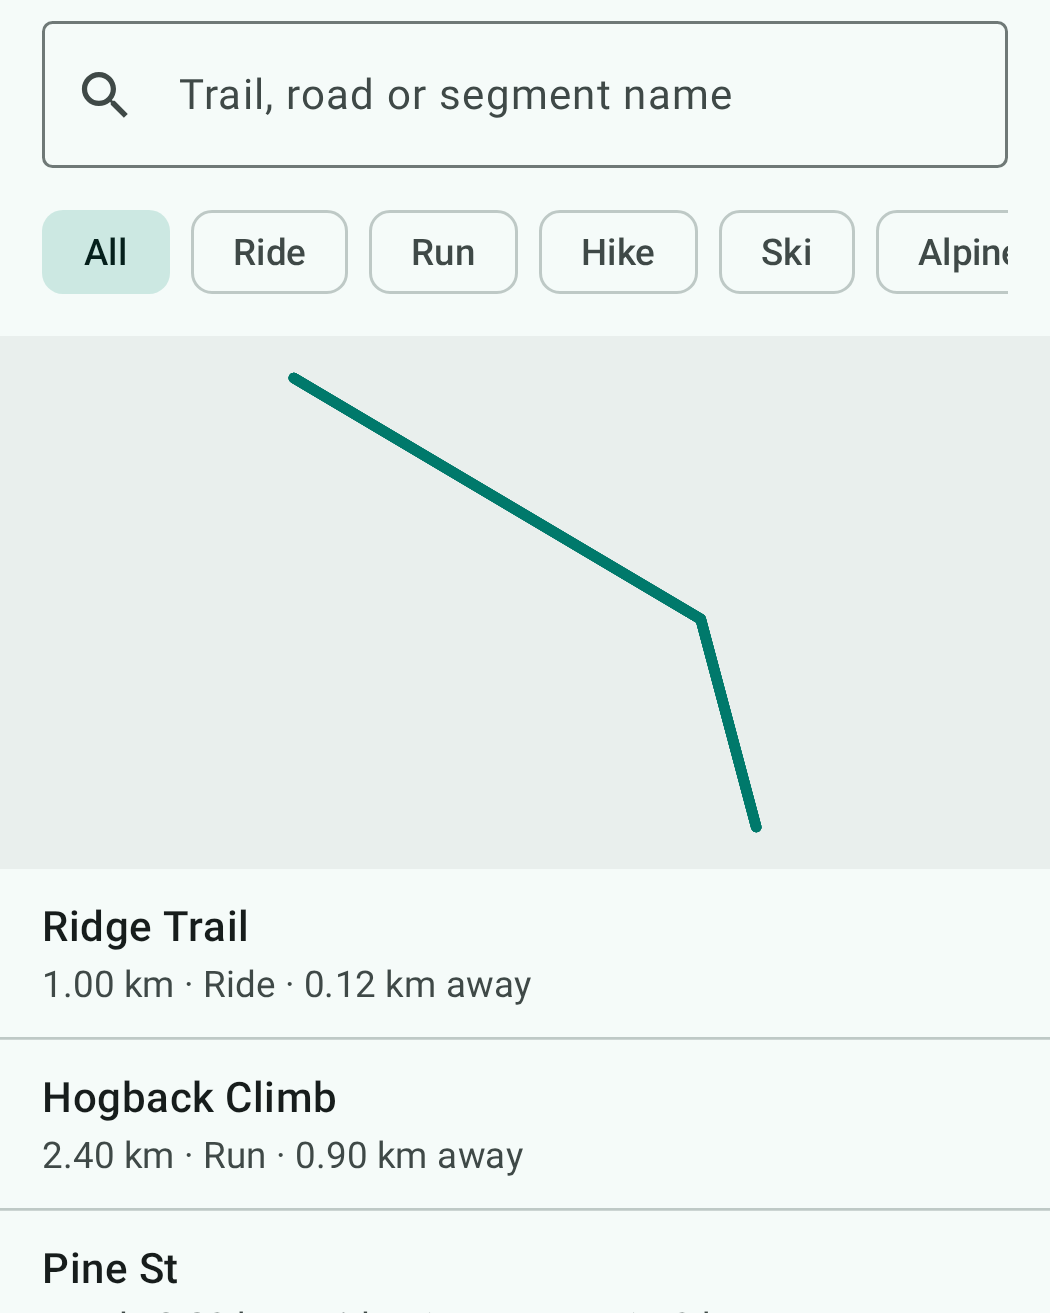 Trail, road or segment name
All Ride Run Hike Ski Alpine
Ridge Trail
1.00 km · Ride · 0.12 km away
Hogback Climb
2.40 km · Run · 0.90 km away
Pine St